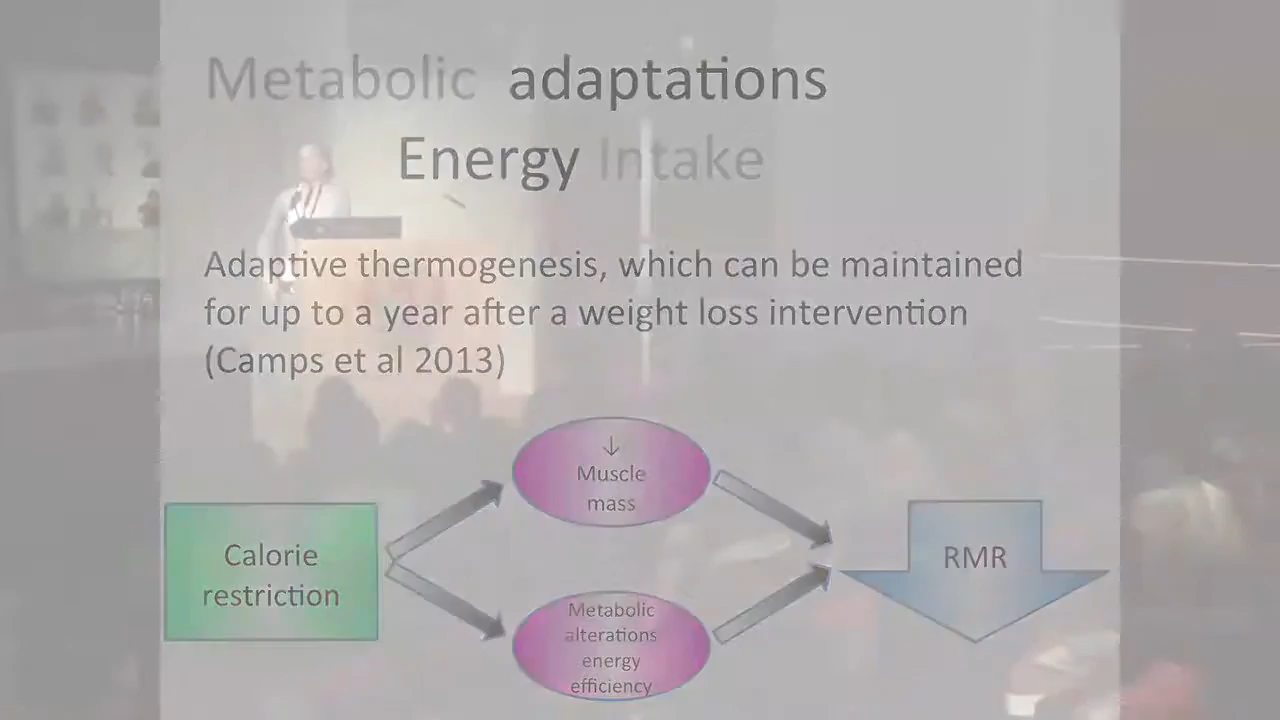 Metabolic adaptations
Energy Intake
Adaptive thermogenesis, which can be maintained
for up to a year after a weight loss intervention
(Camps et al 2013)
↓
Muscle
mass
Calorie
restriction
RMR
Metabolic
alterations
energy
efficiency